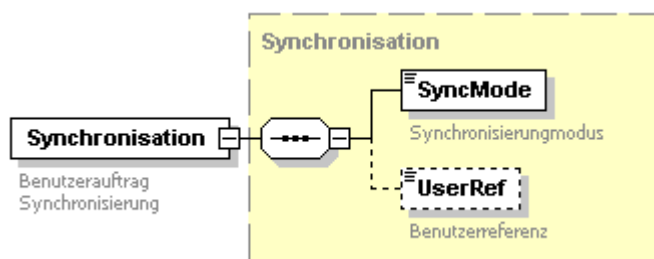 Synchronisation
SyncMode
Synchronisierungmodus
Synchronisation
Benutzerauftrag
Synchronisierung
UserRef
Benutzerreferenz